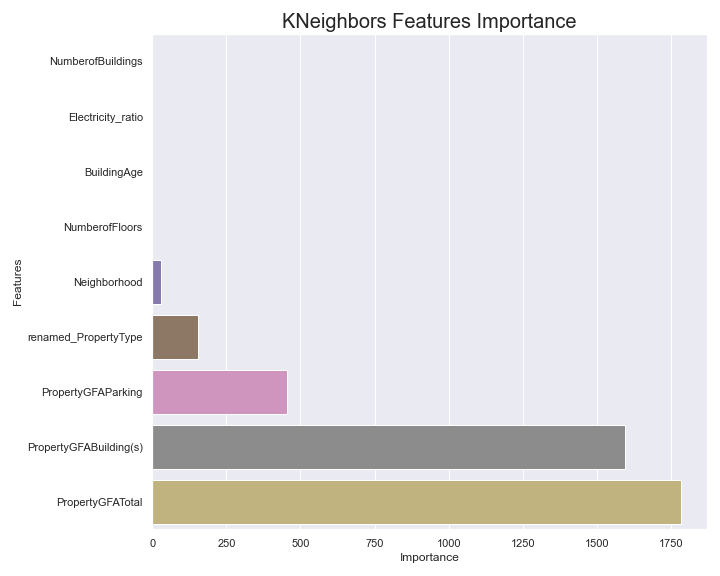 KNeighbors Features Importance
NumberofBuildings
Electricity_ratio
BuildingAge
NumberofFloors
Neighborhood
renamed_PropertyType
PropertyGFAParking
PropertyGFABuilding(s)
PropertyGFATotal
Features
0 250 500 750 1000 1250 1500 1750
Importance